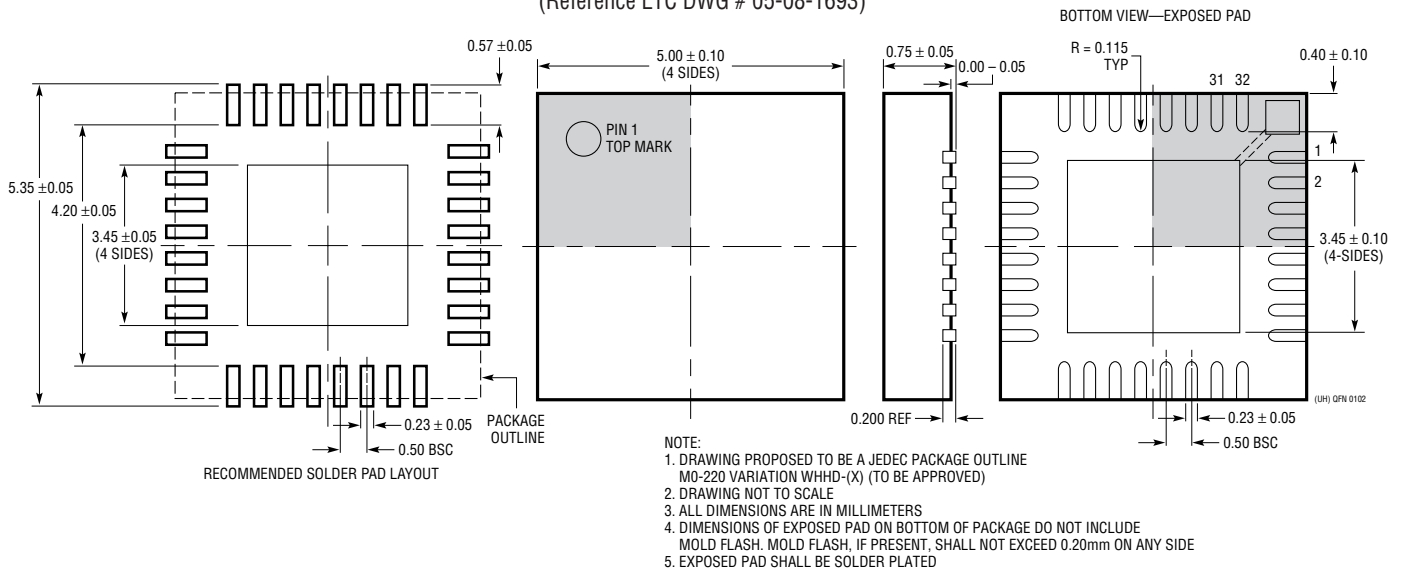 (Reference LTC DWG # 05-08-1693)
BOTTOM VIEW—EXPOSED PAD
0.57 ±0.05
5.35 ±0.05
4.20 ±0.05
3.45 ±0.05
(4 SIDES)
0.23 ± 0.05
0.50 BSC
PACKAGE
OUTLINE
RECOMMENDED SOLDER PAD LAYOUT
5.00 ± 0.10
(4 SIDES)
PIN 1
TOP MARK
0.75 ± 0.05
0.00 – 0.05
0.200 REF
R = 0.115
TYP
0.40 ± 0.10
31 32
1
2
3.45 ± 0.10
(4-SIDES)
(UH) QFN 0102
0.23 ± 0.05
0.50 BSC
NOTE:
1. DRAWING PROPOSED TO BE A JEDEC PACKAGE OUTLINE
M0-220 VARIATION WHHD-(X) (TO BE APPROVED)
2. DRAWING NOT TO SCALE
3. ALL DIMENSIONS ARE IN MILLIMETERS
4. DIMENSIONS OF EXPOSED PAD ON BOTTOM OF PACKAGE DO NOT INCLUDE
MOLD FLASH. MOLD FLASH, IF PRESENT, SHALL NOT EXCEED 0.20mm ON ANY SIDE
5. EXPOSED PAD SHALL BE SOLDER PLATED